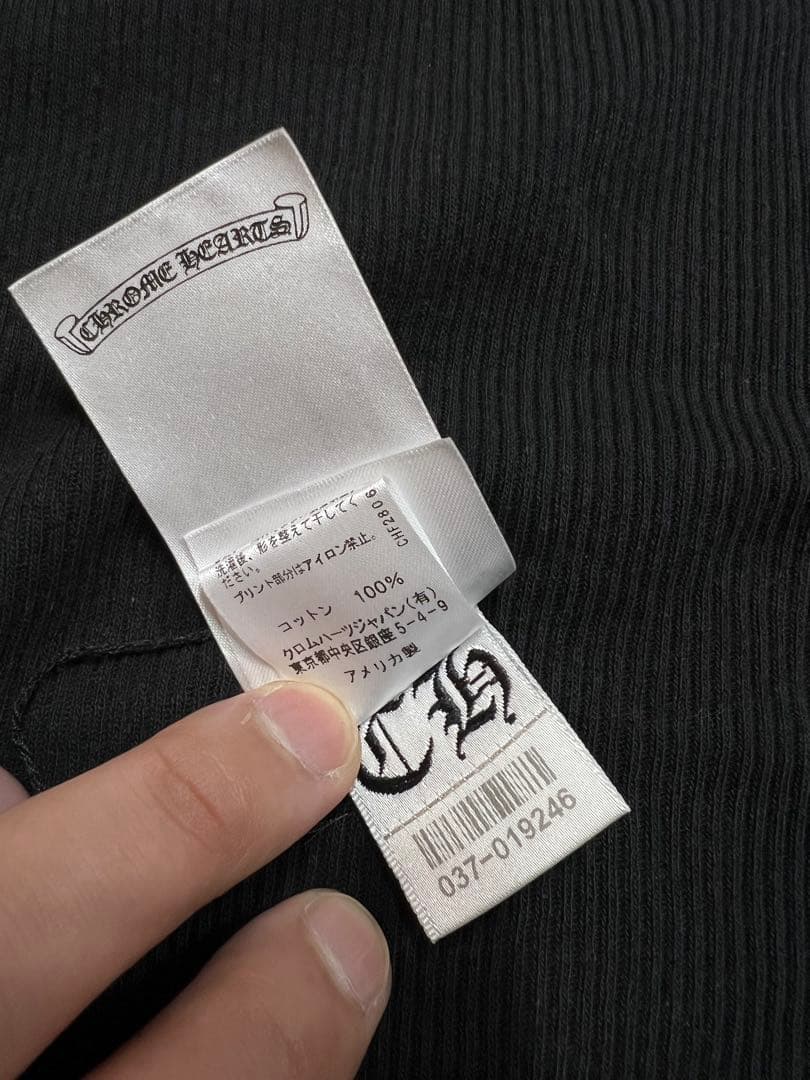 CHROME HEARTS
洗濯後、形を整えて干してく
ださい。
プリント部分はアイロン禁止。
コットン 100%
クロムハーツジャパン(有)
東京都中央区銀座5-4-9
アメリカ製
037-019246